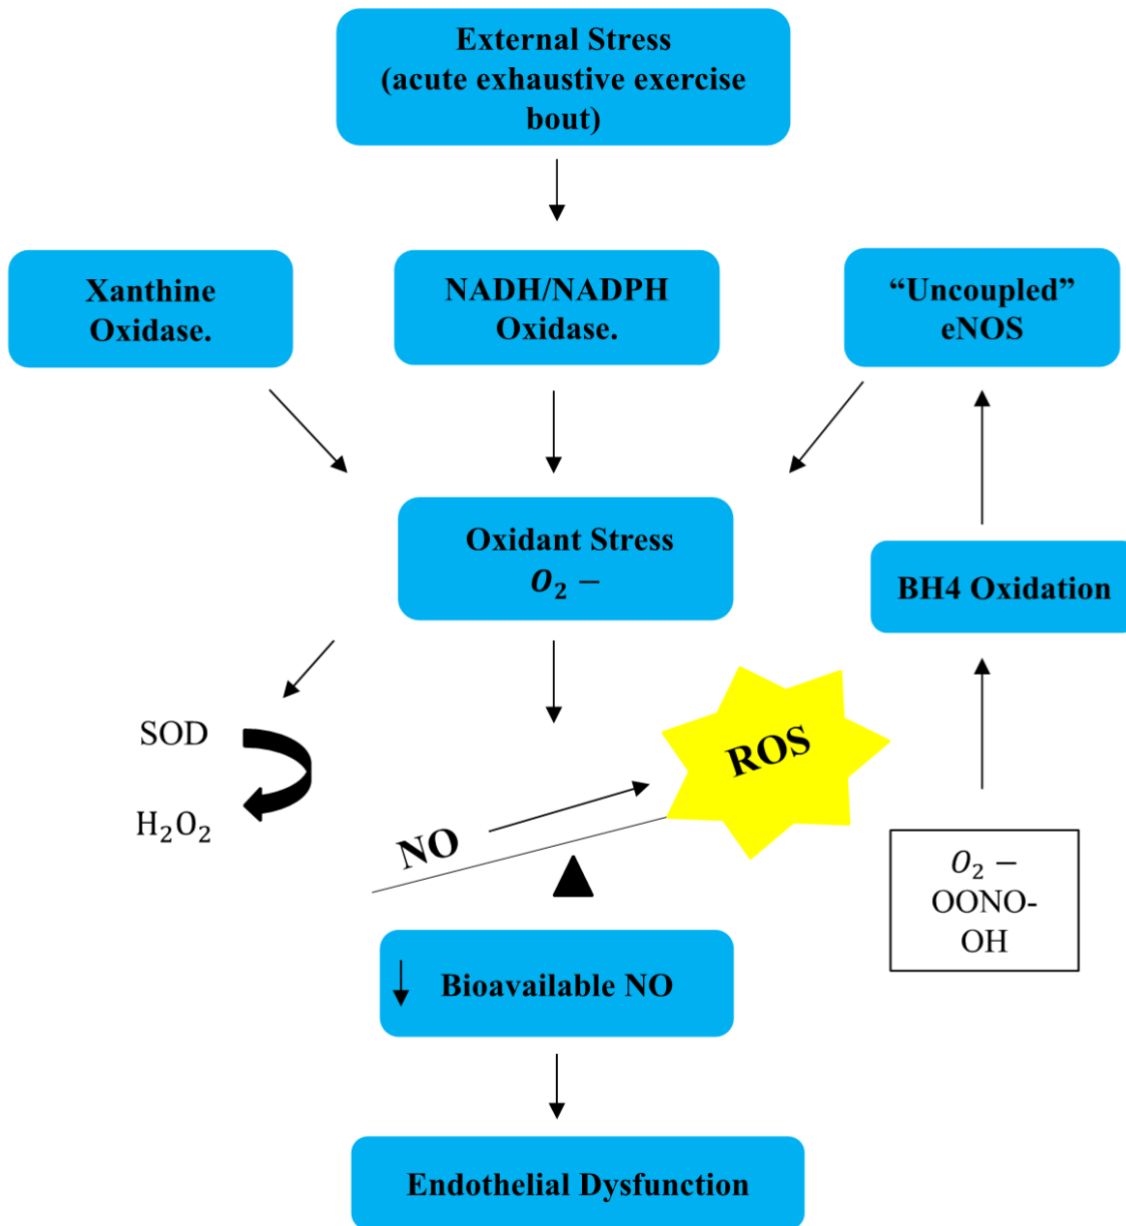 External Stress
(acute exhaustive exercise
bout)
Xanthine
Oxidase.
NADH/NADPH
Oxidase.
“Uncoupled”
eNOS
Oxidant Stress
O₂ −
BH4 Oxidation
SOD
H₂O₂
NO
ROS
O₂ −
OONO-
OH
Bioavailable NO
Endothelial Dysfunction